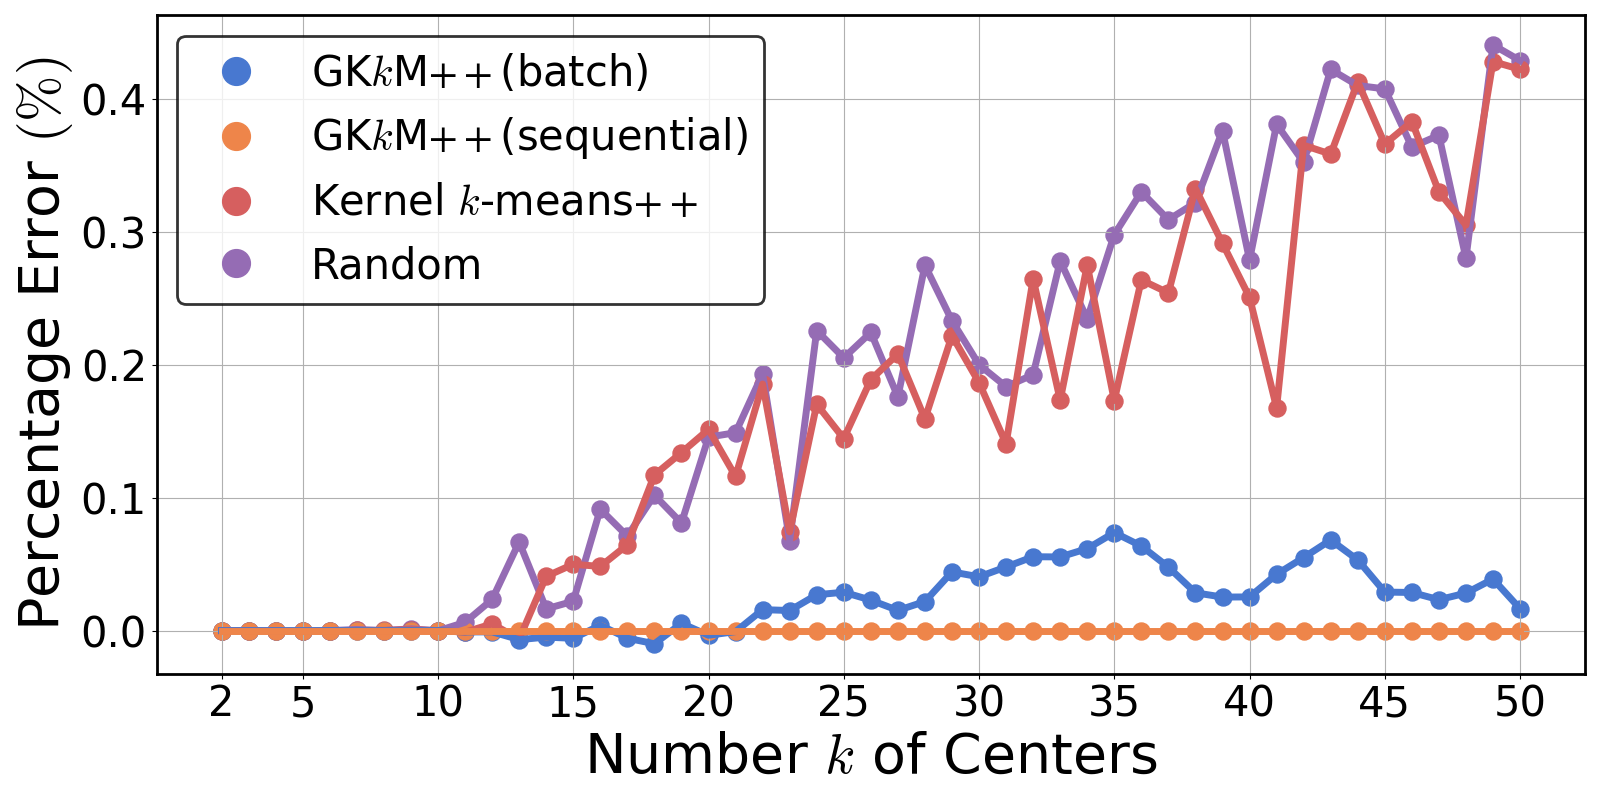 GKkM++(batch)
GKkM++(sequential)
Kernel k-means++
Random
Percentage Error (%)
0.4
0.3
0.2
0.1
0.0
2 5 10 15 20 25 30 35 40 45 50
Number k of Centers